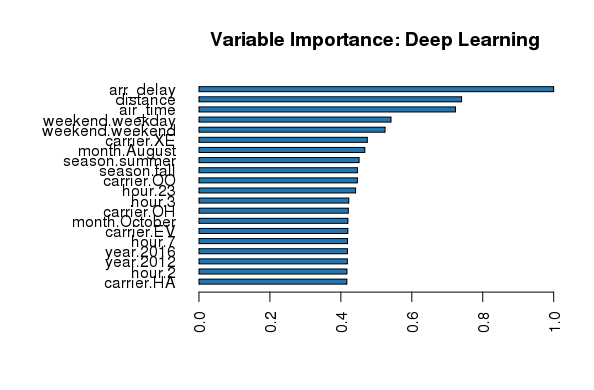 Variable Importance: Deep Learning
arr_delay
distance
air_time
weekend.weekday
weekend.weekend
carrier.XE
month.August
season.summer
season.fall
carrier.OO
hour.23
hour.3
carrier.OH
month.October
carrier.EV
hour.7
year.2016
year.2012
hour.2
carrier.HA
0.0 0.2 0.4 0.6 0.8 1.0